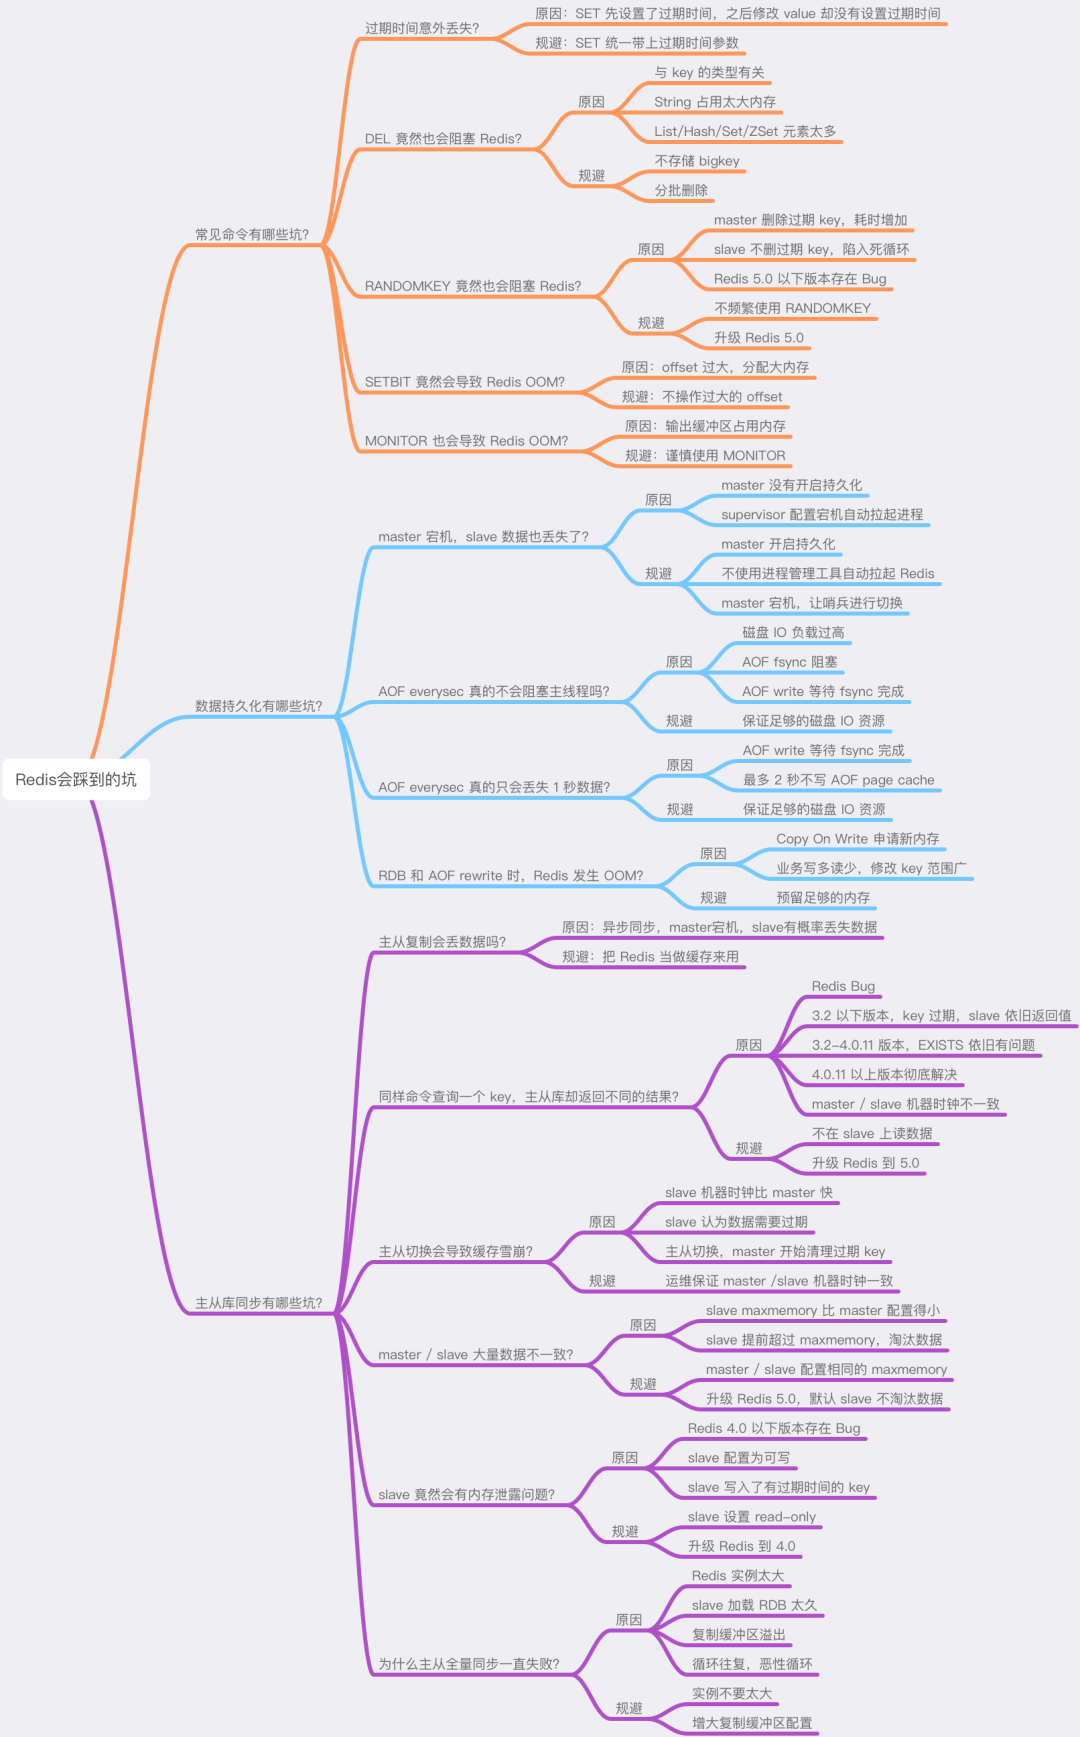 Redis会踩到的坑
常见命令有哪些坑?
过期时间意外丢失?
原因：SET 先设置了过期时间，之后修改 value 却没有设置过期时间
规避：SET 统一带上过期时间参数
DEL 竟然也会阻塞 Redis?
原因
与 key 的类型有关
String 占用太大内存
List/Hash/Set/ZSet 元素太多
规避
不存储 bigkey
分批删除
RANDOMKEY 竟然也会阻塞 Redis?
原因
master 删除过期 key，耗时增加
slave 不删过期 key，陷入死循环
Redis 5.0 以下版本存在 Bug
规避
不频繁使用 RANDOMKEY
升级 Redis 5.0
SETBIT 竟然会导致 Redis OOM?
原因：offset 过大，分配大内存
规避：不操作过大的 offset
MONITOR 也会导致 Redis OOM?
原因：输出缓冲区占用内存
规避：谨慎使用 MONITOR
数据持久化有哪些坑?
master 宕机，slave 数据也丢失了?
原因
master 没有开启持久化
supervisor 配置宕机自动拉起进程
规避
master 开启持久化
不使用进程管理工具自动拉起 Redis
master 宕机，让哨兵进行切换
AOF everysec 真的不会阻塞主线程吗?
原因
磁盘 IO 负载过高
AOF fsync 阻塞
AOF write 等待 fsync 完成
规避
保证足够的磁盘 IO 资源
AOF everysec 真的只会丢失 1 秒数据?
原因
AOF write 等待 fsync 完成
最多 2 秒不写 AOF page cache
规避
保证足够的磁盘 IO 资源
RDB 和 AOF rewrite 时，Redis 发生 OOM?
原因
Copy On Write 申请新内存
业务写多读少，修改 key 范围广
规避
预留足够的内存
主从库同步有哪些坑?
主从复制会丢数据吗?
原因：异步同步，master宕机，slave有概率丢失数据
规避：把 Redis 当做缓存来用
同样命令查询一个 key，主从库却返回不同的结果?
原因
Redis Bug
3.2 以下版本，key 过期，slave 依旧返回值
3.2-4.0.11 版本，EXISTS 依旧有问题
4.0.11 以上版本彻底解决
master / slave 机器时钟不一致
规避
不在 slave 上读数据
升级 Redis 到 5.0
主从切换会导致缓存雪崩?
原因
slave 机器时钟比 master 快
slave 认为数据需要过期
主从切换，master 开始清理过期 key
规避
运维保证 master /slave 机器时钟一致
master / slave 大量数据不一致?
原因
slave maxmemory 比 master 配置得小
slave 提前超过 maxmemory，淘汰数据
规避
master / slave 配置相同的 maxmemory
升级 Redis 5.0，默认 slave 不淘汰数据
slave 竟然会有内存泄露问题?
原因
Redis 4.0 以下版本存在 Bug
slave 配置为可写
slave 写入了有过期时间的 key
规避
slave 设置 read-only
升级 Redis 到 4.0
为什么主从全量同步一直失败?
原因
Redis 实例太大
slave 加载 RDB 太久
复制缓冲区溢出
循环往复，恶性循环
规避
实例不要太大
增大复制缓冲区配置